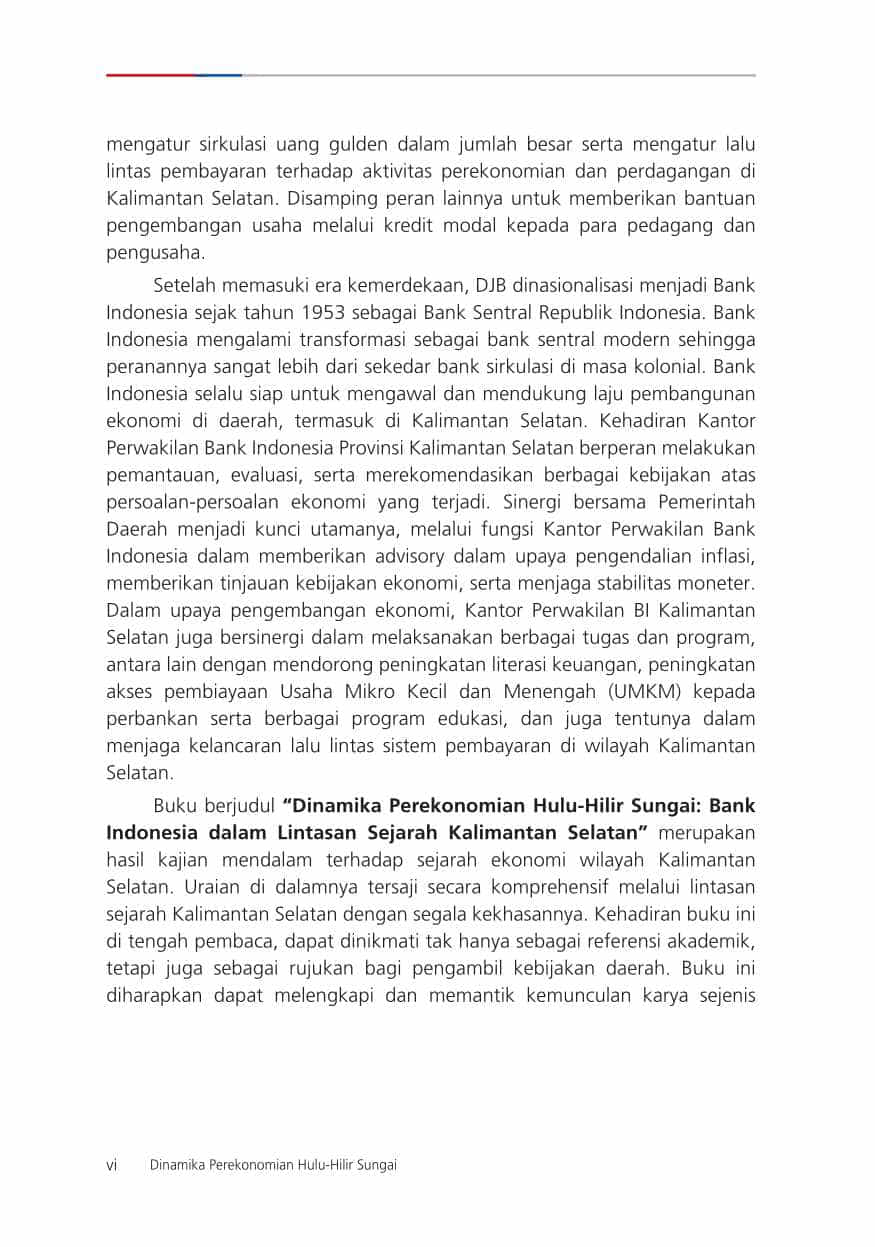 mengatur sirkulasi uang gulden dalam jumlah besar serta mengatur lalu
lintas pembayaran terhadap aktivitas perekonomian dan perdagangan di
Kalimantan Selatan. Disamping peran lainnya untuk memberikan bantuan
pengembangan usaha melalui kredit modal kepada para pedagang dan
pengusaha.
Setelah memasuki era kemerdekaan, DJB dinasionalisasi menjadi Bank
Indonesia sejak tahun 1953 sebagai Bank Sentral Republik Indonesia. Bank
Indonesia mengalami transformasi sebagai bank sentral modern sehingga
peranannya sangat lebih dari sekedar bank sirkulasi di masa kolonial. Bank
Indonesia selalu siap untuk mengawal dan mendukung laju pembangunan
ekonomi di daerah, termasuk di Kalimantan Selatan. Kehadiran Kantor
Perwakilan Bank Indonesia Provinsi Kalimantan Selatan berperan melakukan
pemantauan, evaluasi, serta merekomendasikan berbagai kebijakan atas
persoalan-persoalan ekonomi yang terjadi. Sinergi bersama Pemerintah
Daerah menjadi kunci utamanya, melalui fungsi Kantor Perwakilan Bank
Indonesia dalam memberikan advisory dalam upaya pengendalian inflasi,
memberikan tinjauan kebijakan ekonomi, serta menjaga stabilitas moneter.
Dalam upaya pengembangan ekonomi, Kantor Perwakilan BI Kalimantan
Selatan juga bersinergi dalam melaksanakan berbagai tugas dan program,
antara lain dengan mendorong peningkatan literasi keuangan, peningkatan
akses pembiayaan Usaha Mikro Kecil dan Menengah (UMKM) kepada
perbankan serta berbagai program edukasi, dan juga tentunya dalam
menjaga kelancaran lalu lintas sistem pembayaran di wilayah Kalimantan
Selatan.
Buku berjudul “Dinamika Perekonomian Hulu-Hilir Sungai: Bank
Indonesia dalam Lintasan Sejarah Kalimantan Selatan” merupakan
hasil kajian mendalam terhadap sejarah ekonomi wilayah Kalimantan
Selatan. Uraian di dalamnya tersaji secara komprehensif melalui lintasan
sejarah Kalimantan Selatan dengan segala kekhasannya. Kehadiran buku ini
di tengah pembaca, dapat dinikmati tak hanya sebagai referensi akademik,
tetapi juga sebagai rujukan bagi pengambil kebijakan daerah. Buku ini
diharapkan dapat melengkapi dan memantik kemunculan karya sejenis
vi Dinamika Perekonomian Hulu-Hilir Sungai